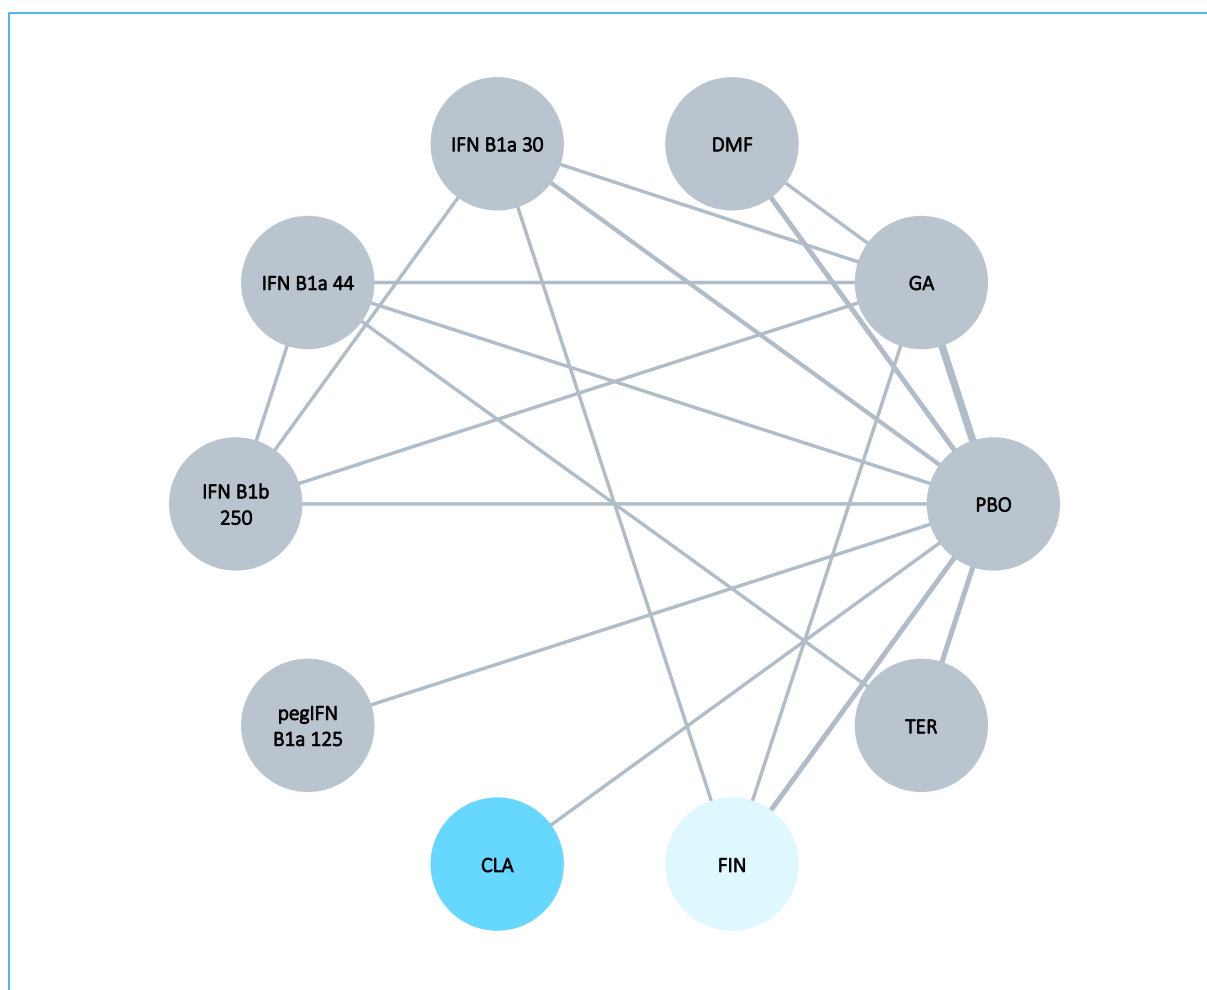 IFN B1a 30
DMF
IFN B1a 44
GA
IFN B1b
250
PBO
pegIFN
B1a 125
TER
CLA
FIN